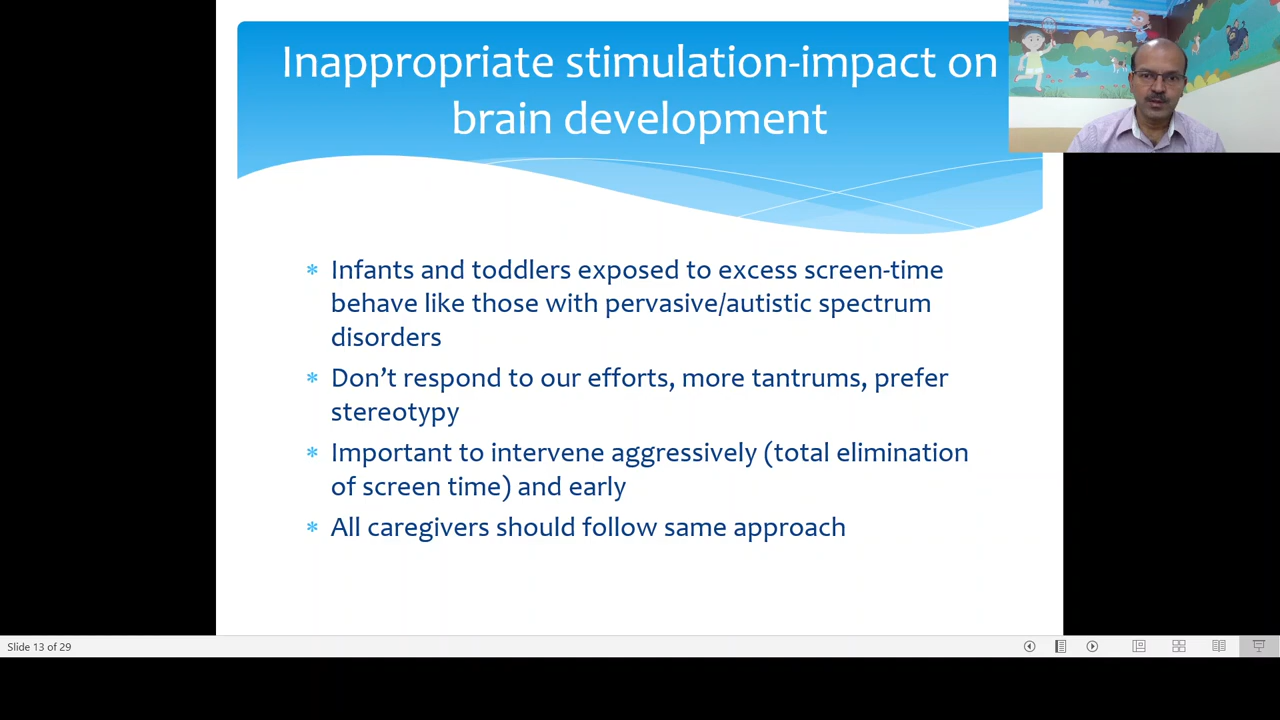 Inappropriate stimulation-impact on
brain development
* Infants and toddlers exposed to excess screen-time
behave like those with pervasive/autistic spectrum
disorders
* Don’t respond to our efforts, more tantrums, prefer
stereotypy
* Important to intervene aggressively (total elimination
of screen time) and early
* All caregivers should follow same approach
Slide 13 of 29